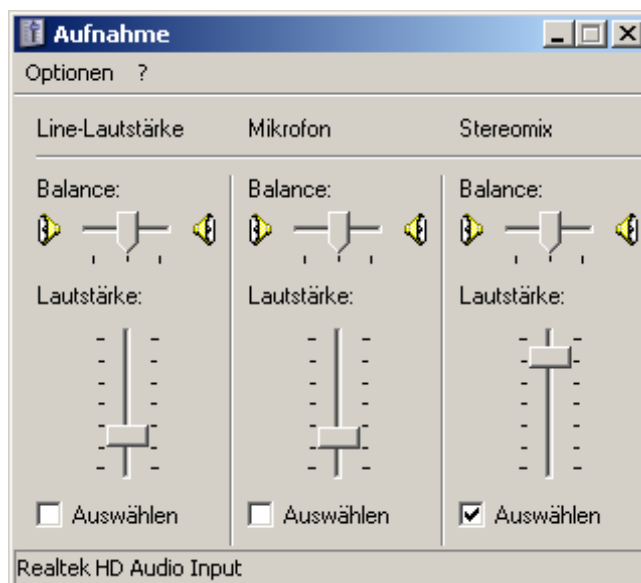 Aufnahme
Optionen ?
Line-Lautstärke Mikrofon Stereomix
Balance: Balance: Balance:
Lautstärke: Lautstärke: Lautstärke:
Auswählen Auswählen Auswählen
Realtek HD Audio Input